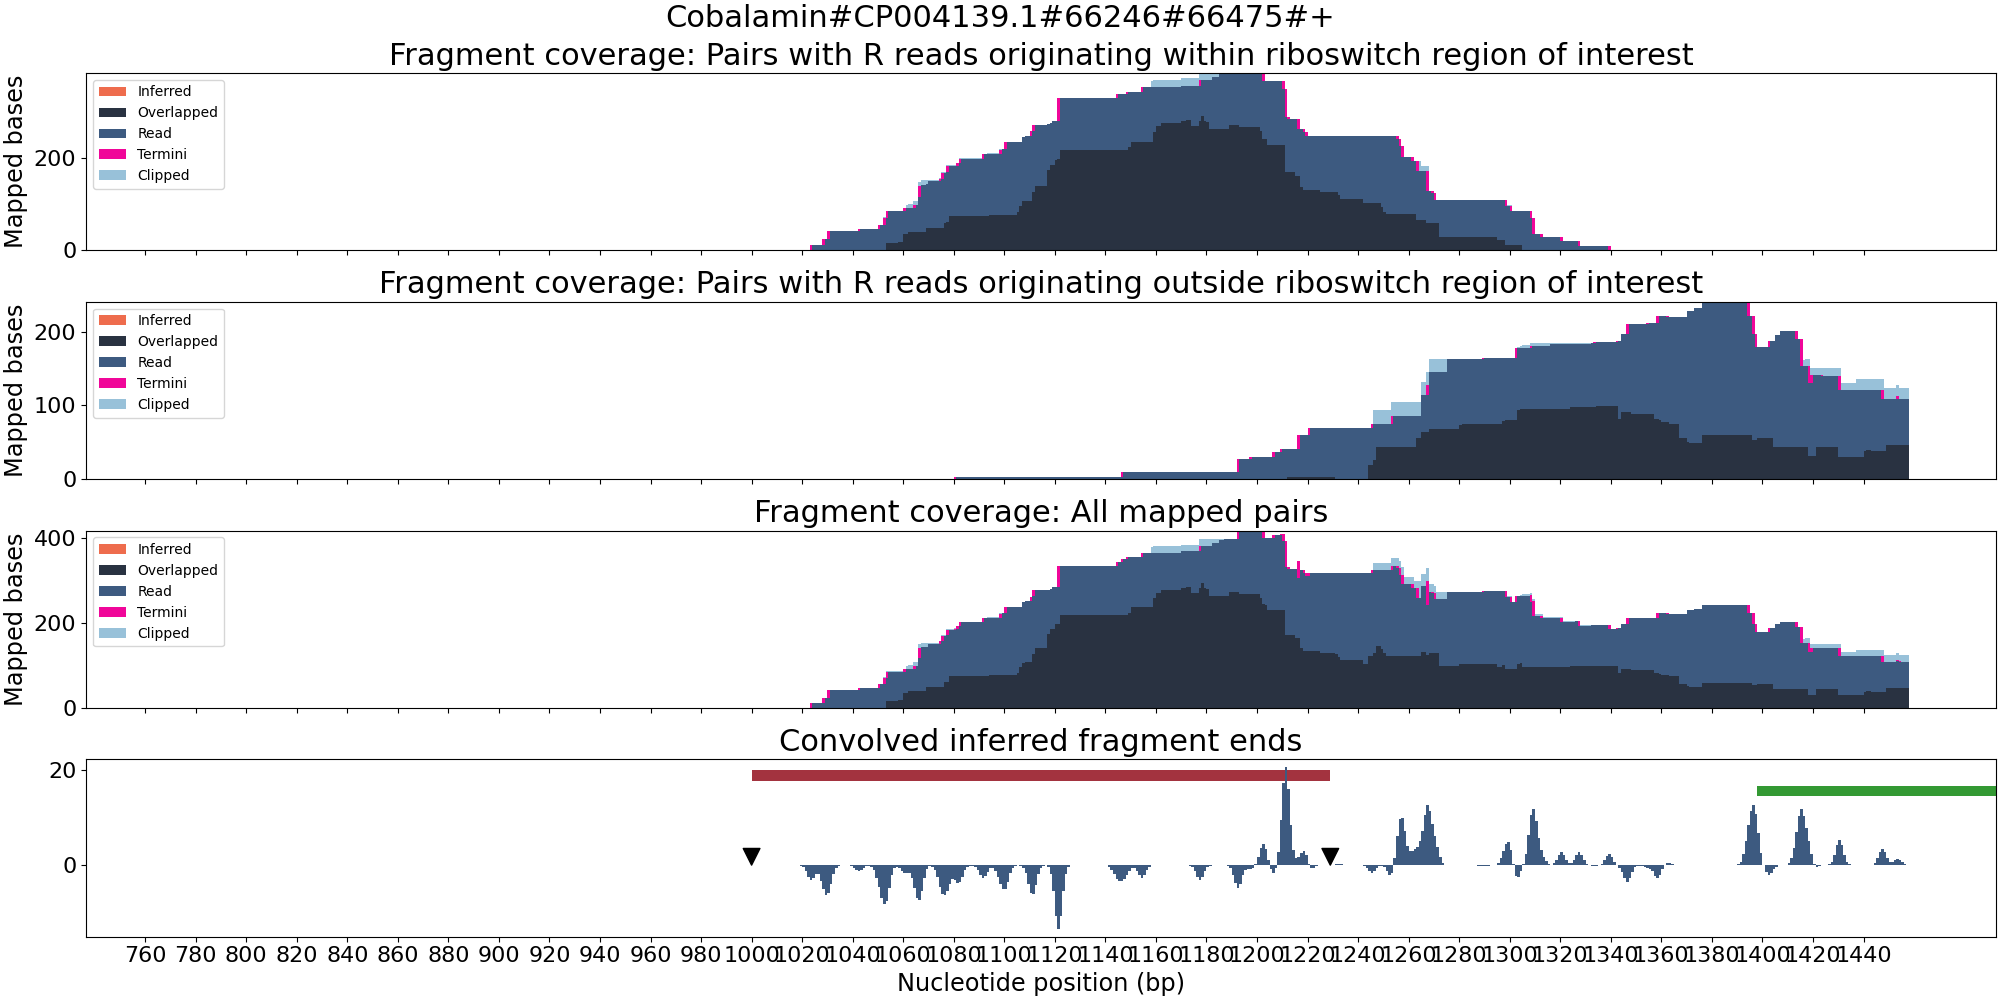 Cobalamin#CP004139.1#66246#66475#+
Fragment coverage: Pairs with R reads originating within riboswitch region of interest
Mapped bases
200
0
Inferred
Overlapped
Read
Termini
Clipped
Fragment coverage: Pairs with R reads originating outside riboswitch region of interest
Mapped bases
200
100
0
Inferred
Overlapped
Read
Termini
Clipped
Fragment coverage: All mapped pairs
Mapped bases
400
200
0
Inferred
Overlapped
Read
Termini
Clipped
Convolved inferred fragment ends
20
0
760 780 800 820 840 860 880 900 920 940 960 980 1000 1020 1040 1060 1080 1100 1120 1140 1160 1180 1200 1220 1240 1260 1280 1300 1320 1340 1360 1380 1400 1420 1440
Nucleotide position (bp)